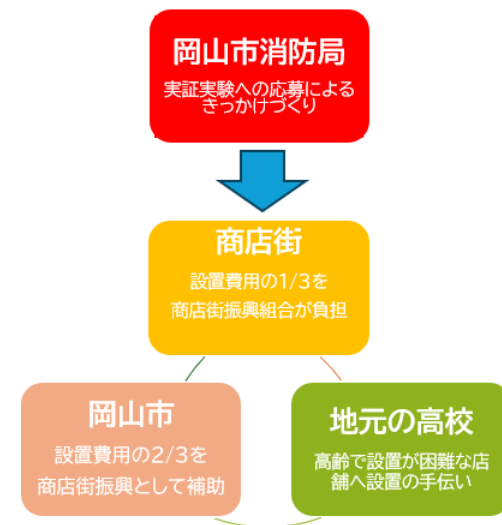 岡山市消防局
実証実験への応募による
きっかけづくり
商店街
設置費用の1/3を
商店街振興組合が負担
岡山市
設置費用の2/3を
商店街振興として補助
地元の高校
高齢で設置が困難な店
舗へ設置の手伝い